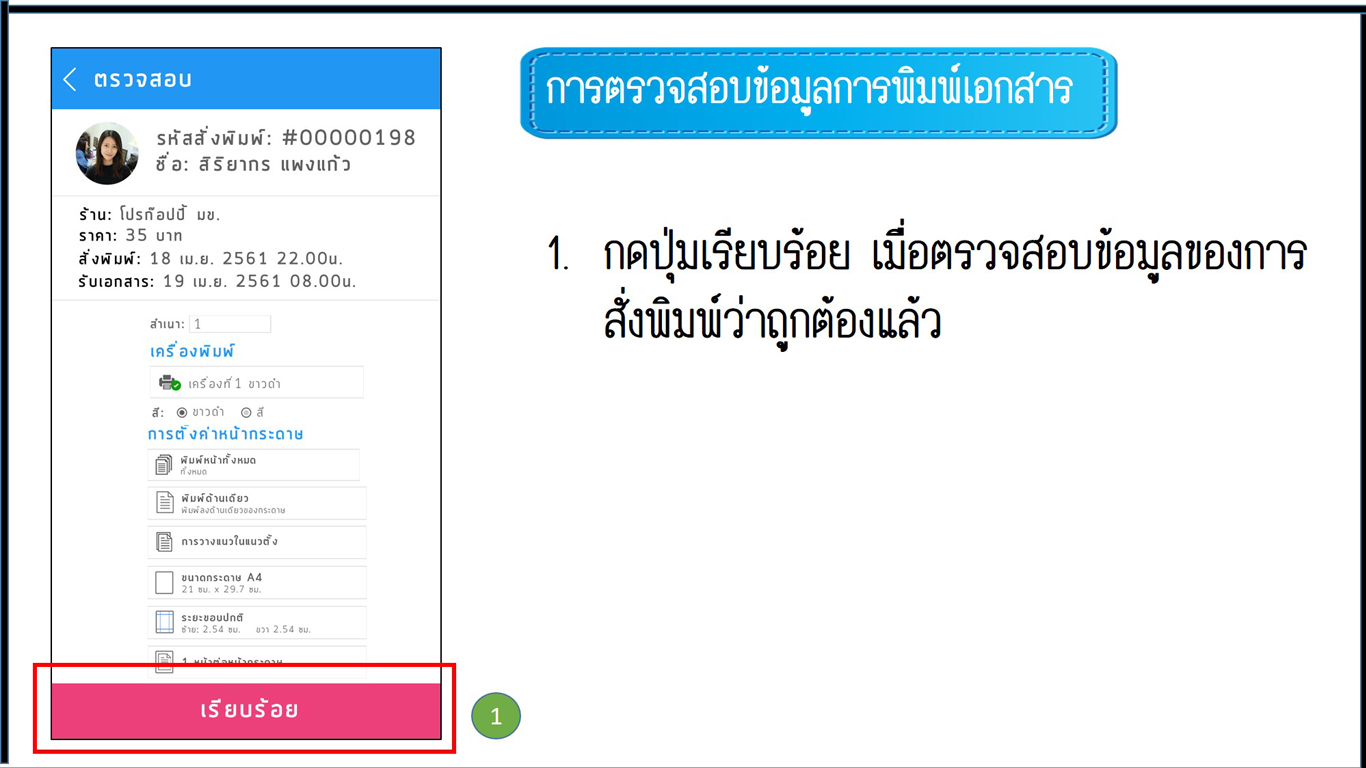 ตรวจสอบ
รหัสสั่งพิมพ์: #00000198
ชื่อ: สิริยากร แพงแก้ว
ร้าน: โปรก๊อปปี้ มข.
ราคา: 35 บาท
สั่งพิมพ์: 18 เม.ย. 2561 22.00น.
รับเอกสาร: 19 เม.ย. 2561 08.00น.
สำเนา: 1
เครื่องพิมพ์
เครื่องที่ 1 ขาวดำ
สี: ขาวดำ สี
การตั้งค่าหน้ากระดาษ
พิมพ์หน้าทั้งหมด
ทั้งหมด
พิมพ์ด้านเดียว
พิมพ์ลงด้านเดียวของกระดาษ
การวางแนวในแนวตั้ง
ขนาดกระดาษ A4
21 ซม. x 29.7 ซม.
ระยะขอบปกติ
ซ้าย: 2.54 ซม. ขวา 2.54 ซม.
1 หน้าต่อหน้ากระดาษ
เรียบร้อย
1
การตรวจสอบข้อมูลการพิมพ์เอกสาร
1. กดปุ่มเรียบร้อย เมื่อตรวจสอบข้อมูลของการ
สั่งพิมพ์ว่าถูกต้องแล้ว